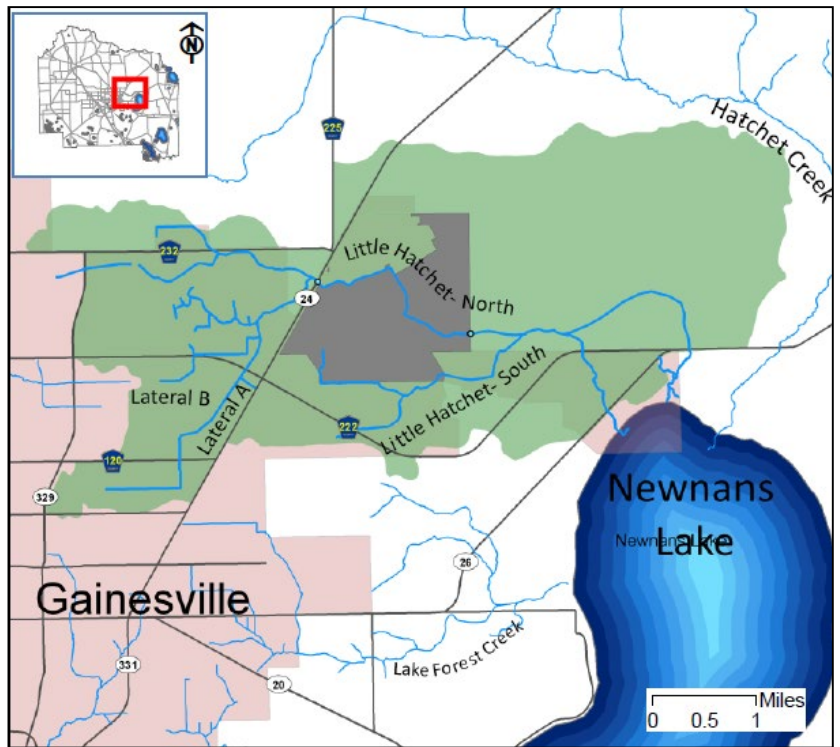 N
225
Hatchet Creek
232
Little Hatchet- North
24
Little Hatchet- South
Lateral B
Lateral A
222
120
329
Newnans
Lake
Newnans Lake
26
Gainesville
Lake Forest Creek
331
20
Miles
0 0.5 1